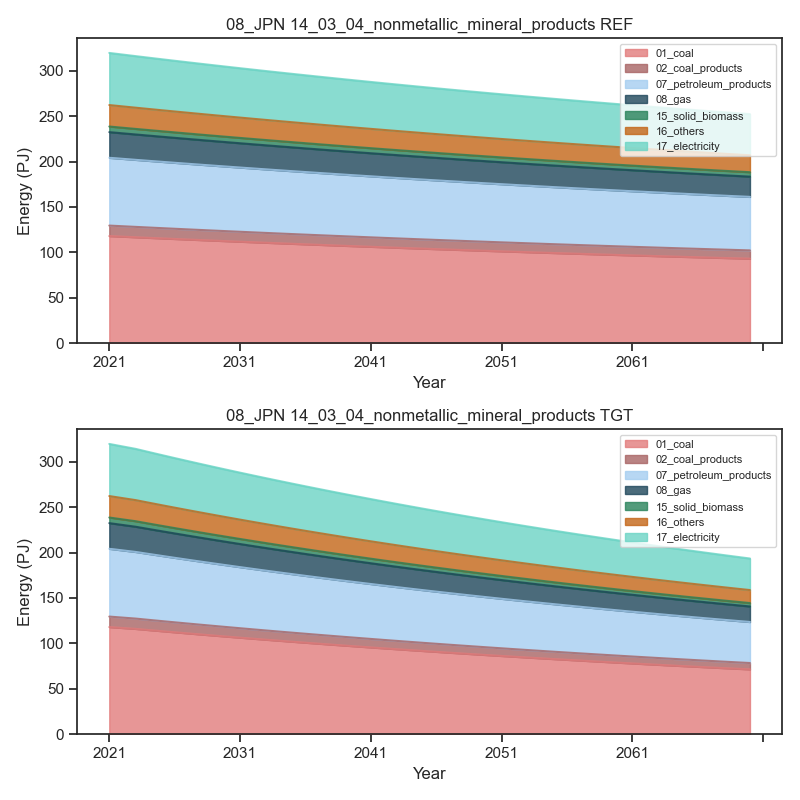 08_JPN 14_03_04_nonmetallic_mineral_products REF
300
250
200
150
100
50
0
Energy (PJ)
01_coal
02_coal_products
07_petroleum_products
08_gas
15_solid_biomass
16_others
17_electricity
2021 2031 2041 2051 2061
Year
08_JPN 14_03_04_nonmetallic_mineral_products TGT
300
250
200
150
100
50
0
Energy (PJ)
01_coal
02_coal_products
07_petroleum_products
08_gas
15_solid_biomass
16_others
17_electricity
2021 2031 2041 2051 2061
Year